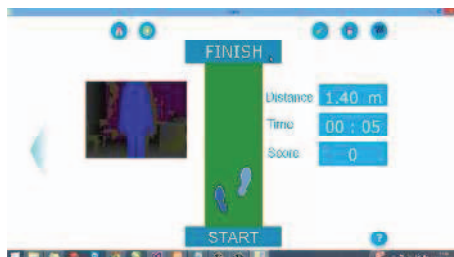 FINISH
Distance 1.40 m
Time 00 : 05
Score 0
START
?